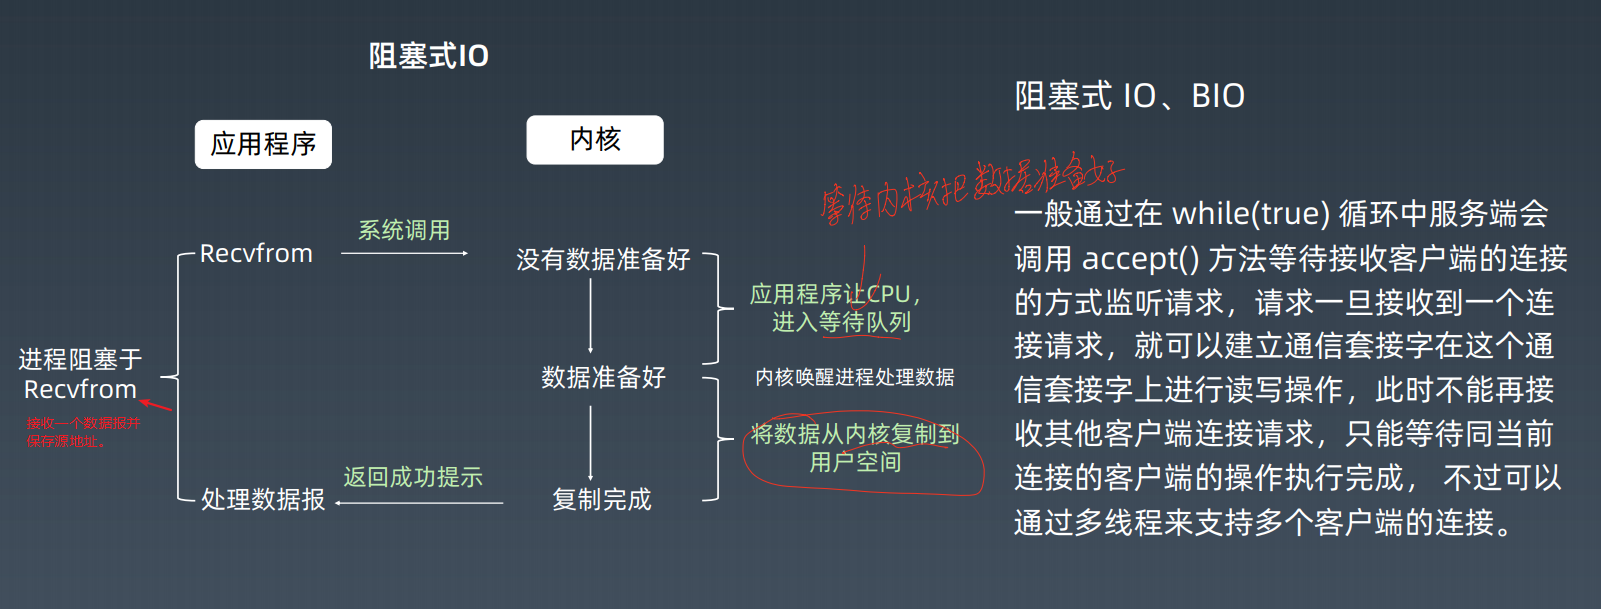 阻塞式IO
应用程序
内核
系统调用
Recvfrom
没有数据准备好
应用程序让CPU，
进入等待队列
进程阻塞于
Recvfrom
接收一个数据报并
保存源地址。
数据准备好
内核唤醒进程处理数据
将数据从内核复制到
用户空间
返回成功提示
处理数据报
复制完成
等待内核把数据准备好
阻塞式 IO、BIO
一般通过在 while(true) 循环中服务端会
调用 accept() 方法等待接收客户端的连接
的方式监听请求，请求一旦接收到一个连
接请求，就可以建立通信套接字在这个通
信套接字上进行读写操作，此时不能再接
收其他客户端连接请求，只能等待同当前
连接的客户端的操作执行完成， 不过可以
通过多线程来支持多个客户端的连接。